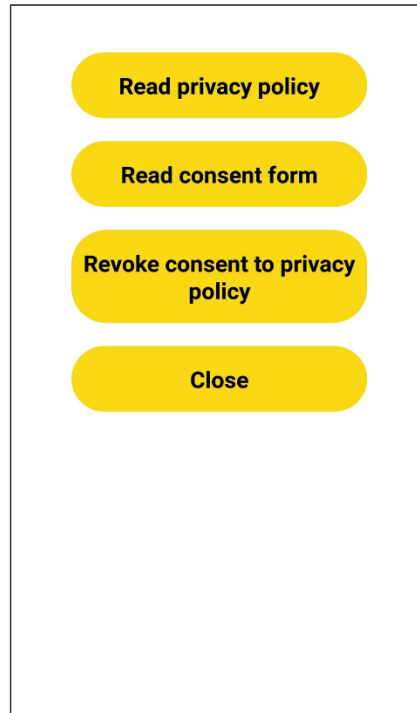 Read privacy policy
Read consent form
Revoke consent to privacy
policy
Close